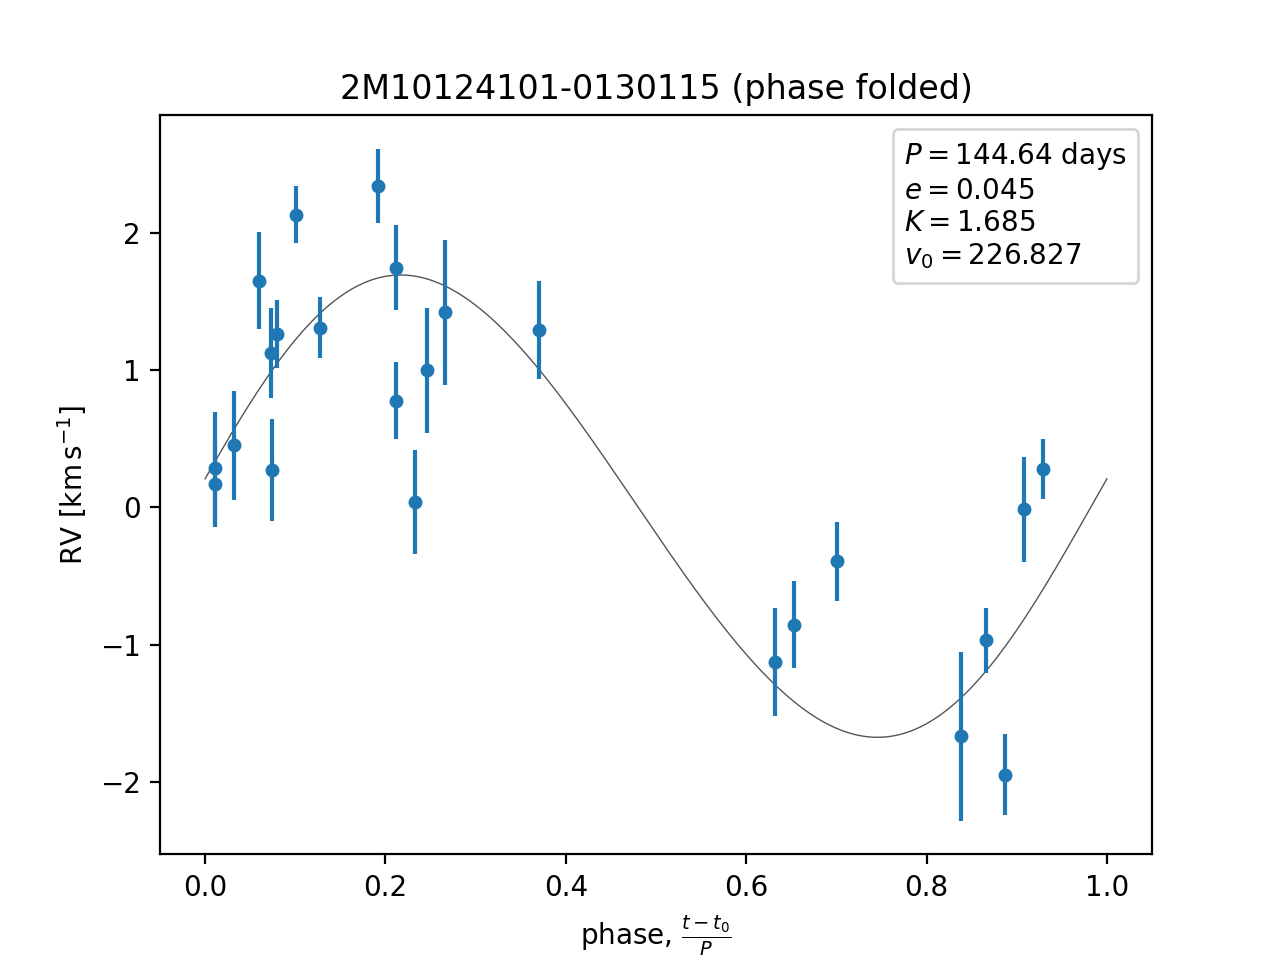 2M10124101-0130115 (phase folded)
P = 144.64 days
e = 0.045
K = 1.685
v₀ = 226.827
2
1
0
−1
−2
RV [km s⁻¹]
0.0 0.2 0.4 0.6 0.8 1.0
phase, (t − t₀)/P